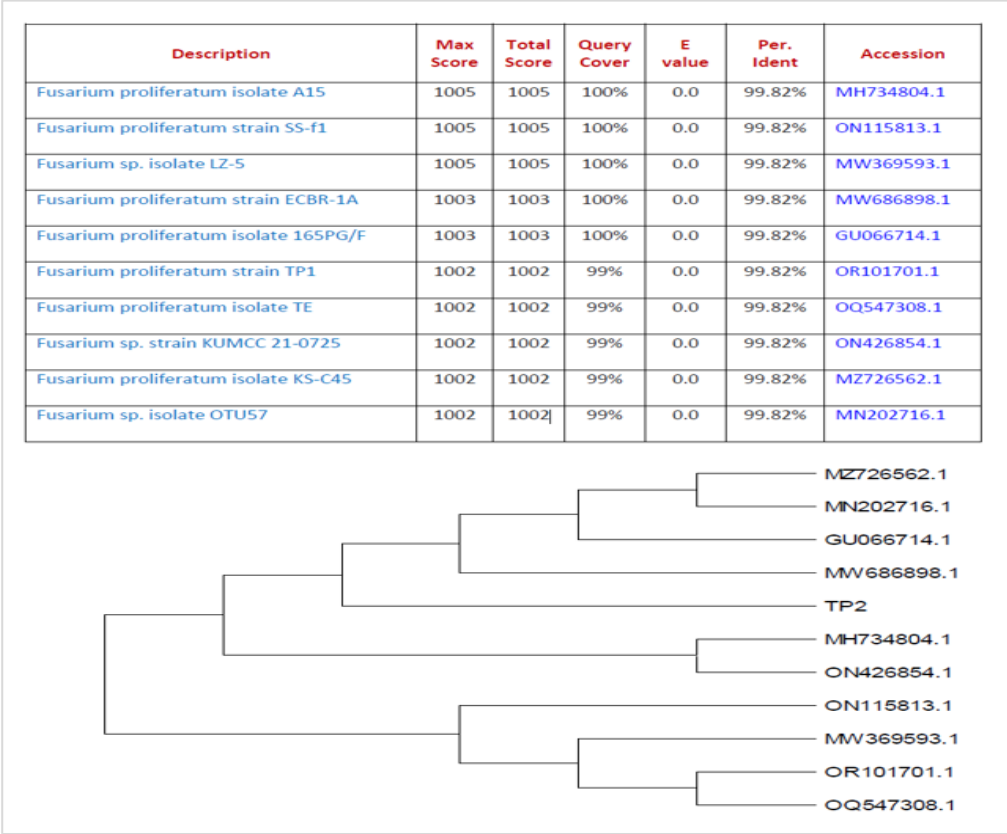 Description Max Score Total Score Query Cover E value Per. Ident Accession
Fusarium proliferatum isolate A15 1005 1005 100% 0.0 99.82% MH734804.1
Fusarium proliferatum strain SS-f1 1005 1005 100% 0.0 99.82% ON115813.1
Fusarium sp. isolate LZ-5 1005 1005 100% 0.0 99.82% MW369593.1
Fusarium proliferatum strain ECBR-1A 1003 1003 100% 0.0 99.82% MW686898.1
Fusarium proliferatum isolate 165PG/F 1003 1003 100% 0.0 99.82% GU066714.1
Fusarium proliferatum strain TP1 1002 1002 99% 0.0 99.82% OR101701.1
Fusarium proliferatum isolate TE 1002 1002 99% 0.0 99.82% OQ547308.1
Fusarium sp. strain KUMCC 21-0725 1002 1002 99% 0.0 99.82% ON426854.1
Fusarium proliferatum isolate KS-C45 1002 1002 99% 0.0 99.82% MZ726562.1
Fusarium sp. isolate OTU57 1002 1002 99% 0.0 99.82% MN202716.1
MZ726562.1
MN202716.1
GU066714.1
MW686898.1
TP2
MH734804.1
ON426854.1
ON115813.1
MW369593.1
OR101701.1
OQ547308.1